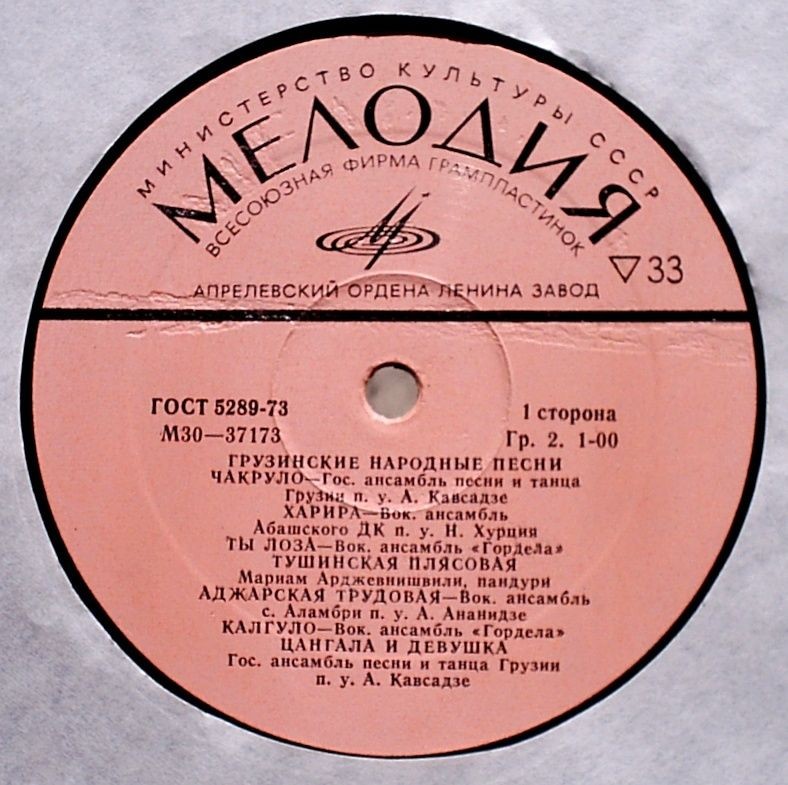 МИНИСТЕРСТВО КУЛЬТУРЫ СССР
МЕЛОДИЯ
ВСЕСОЮЗНАЯ ФИРМА ГРАМПЛАСТИНОК
▽33
АПРЕЛЕВСКИЙ ОРДЕНА ЛЕНИНА ЗАВОД
ГОСТ 5289-73
1 сторона
М30—37173
Гр. 2. 1-00
ГРУЗИНСКИЕ НАРОДНЫЕ ПЕСНИ
ЧАКРУЛО—Гос. ансамбль песни и танца
Грузии п. у. А. Кавсадзе
ХАРИРА—Вок. ансамбль
Абашского ДК п. у. Н. Хурция
ТЫ ЛОЗА—Вок. ансамбль «Гордела»
ТУШИНСКАЯ ПЛЯСОВАЯ
Мариам Арджевнишвили, пандури
АДЖАРСКАЯ ТРУДОВАЯ—Вок. ансамбль
с. Аламбри п. у. А. Ананидзе
КАЛГУЛО—Вок. ансамбль «Гордела»
ЦАНГАЛА И ДЕВУШКА
Гос. ансамбль песни и танца Грузии
п. у. А. Кавсадзе